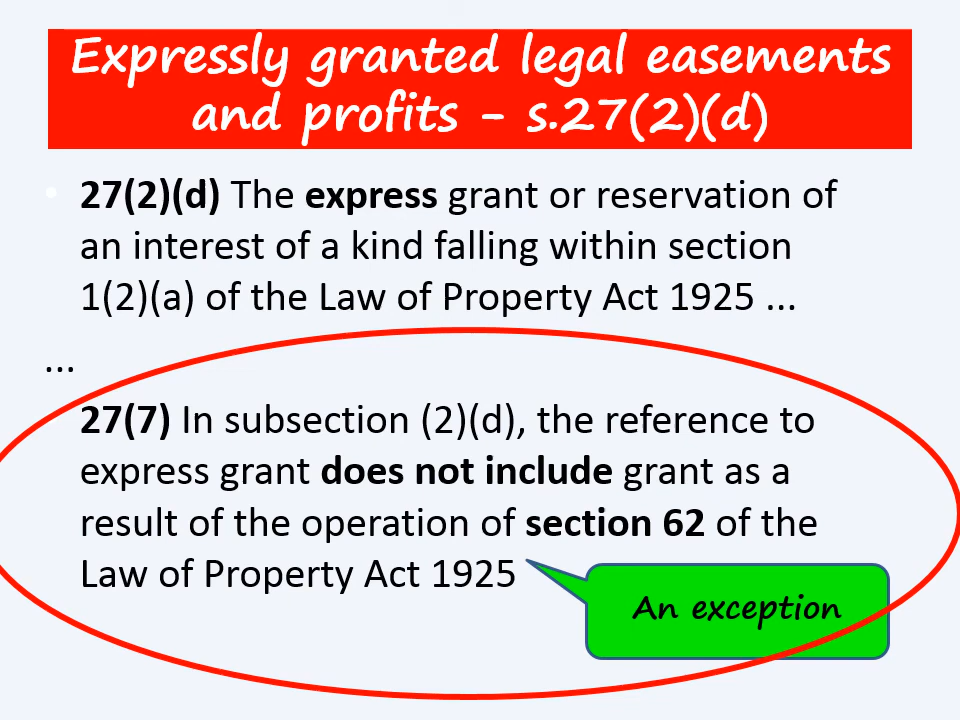 Expressly granted legal easements
and profits - s.27(2)(d)
• 27(2)(d) The express grant or reservation of
an interest of a kind falling within section
1(2)(a) of the Law of Property Act 1925 ...
...
27(7) In subsection (2)(d), the reference to
express grant does not include grant as a
result of the operation of section 62 of the
Law of Property Act 1925
An exception